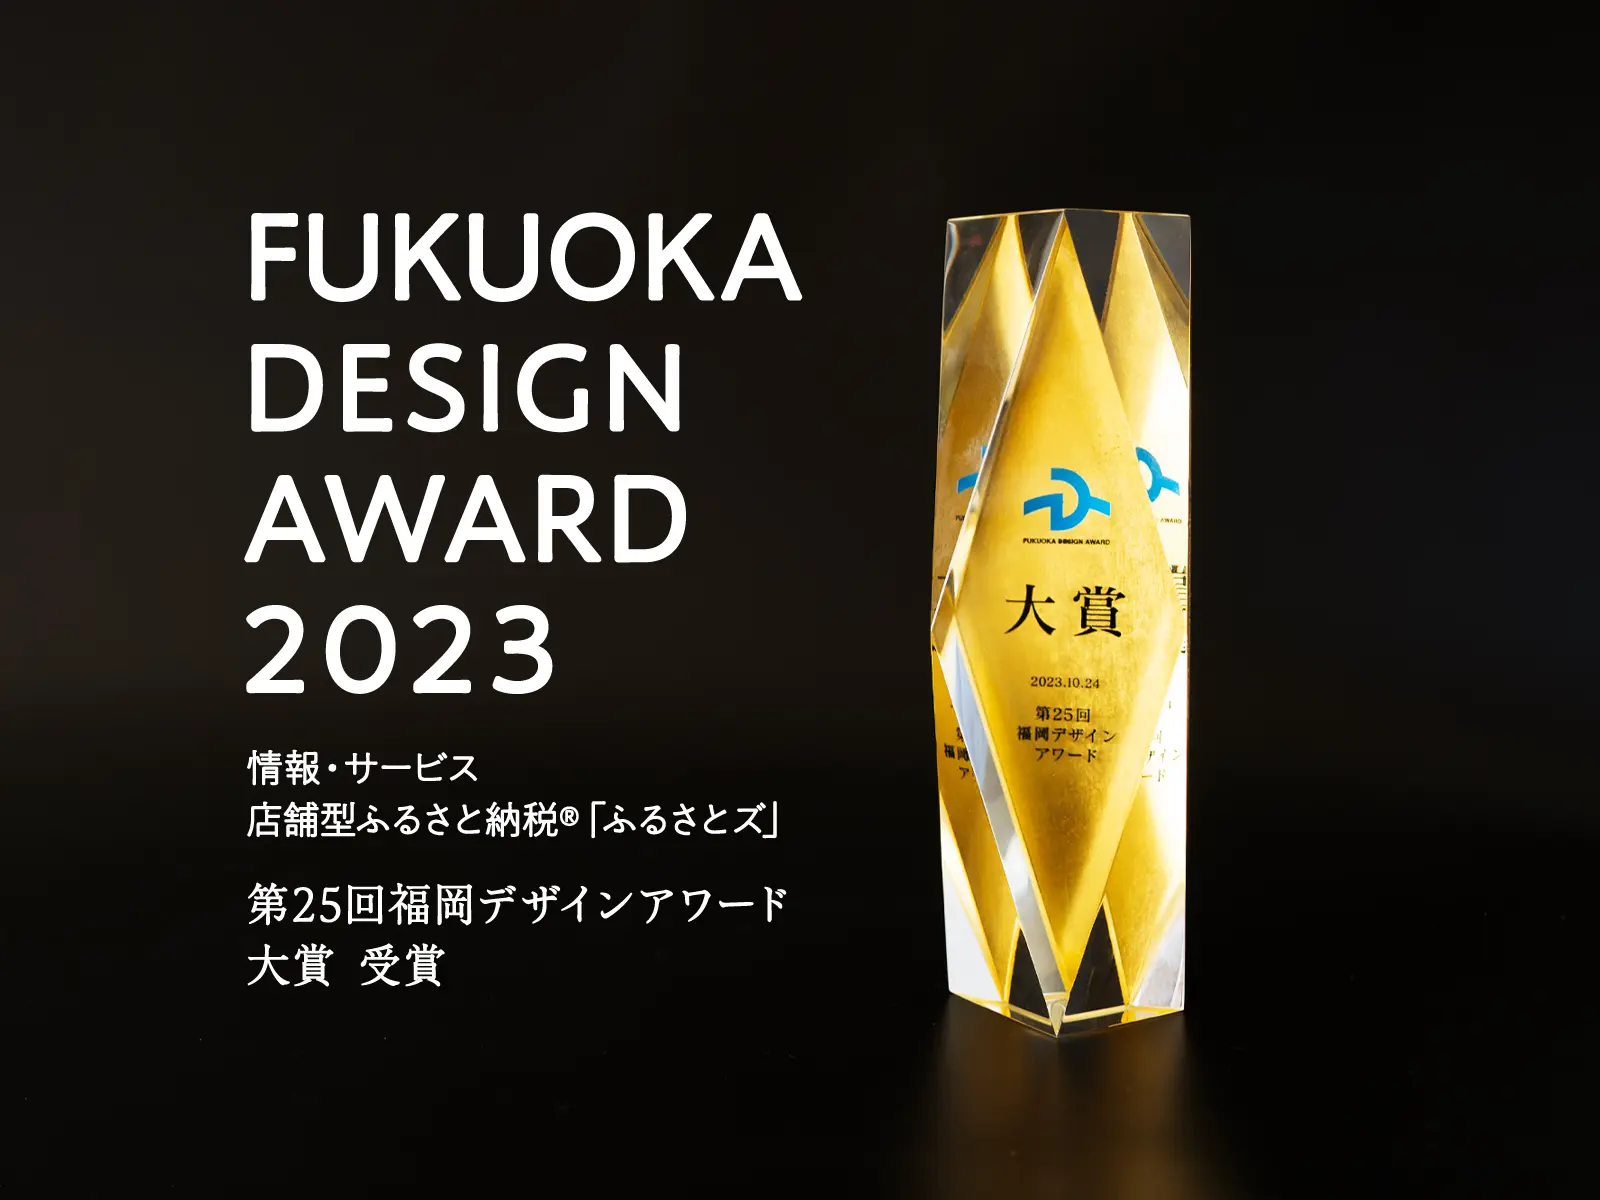 FUKUOKA
DESIGN
AWARD
2023
情報・サービス
店舗型ふるさと納税®「ふるさとズ」
第25回福岡デザインアワード
大賞 受賞
FUKUOKA DESIGN AWARD
大賞
2023.10.24
第25回
福岡デザイン
アワード